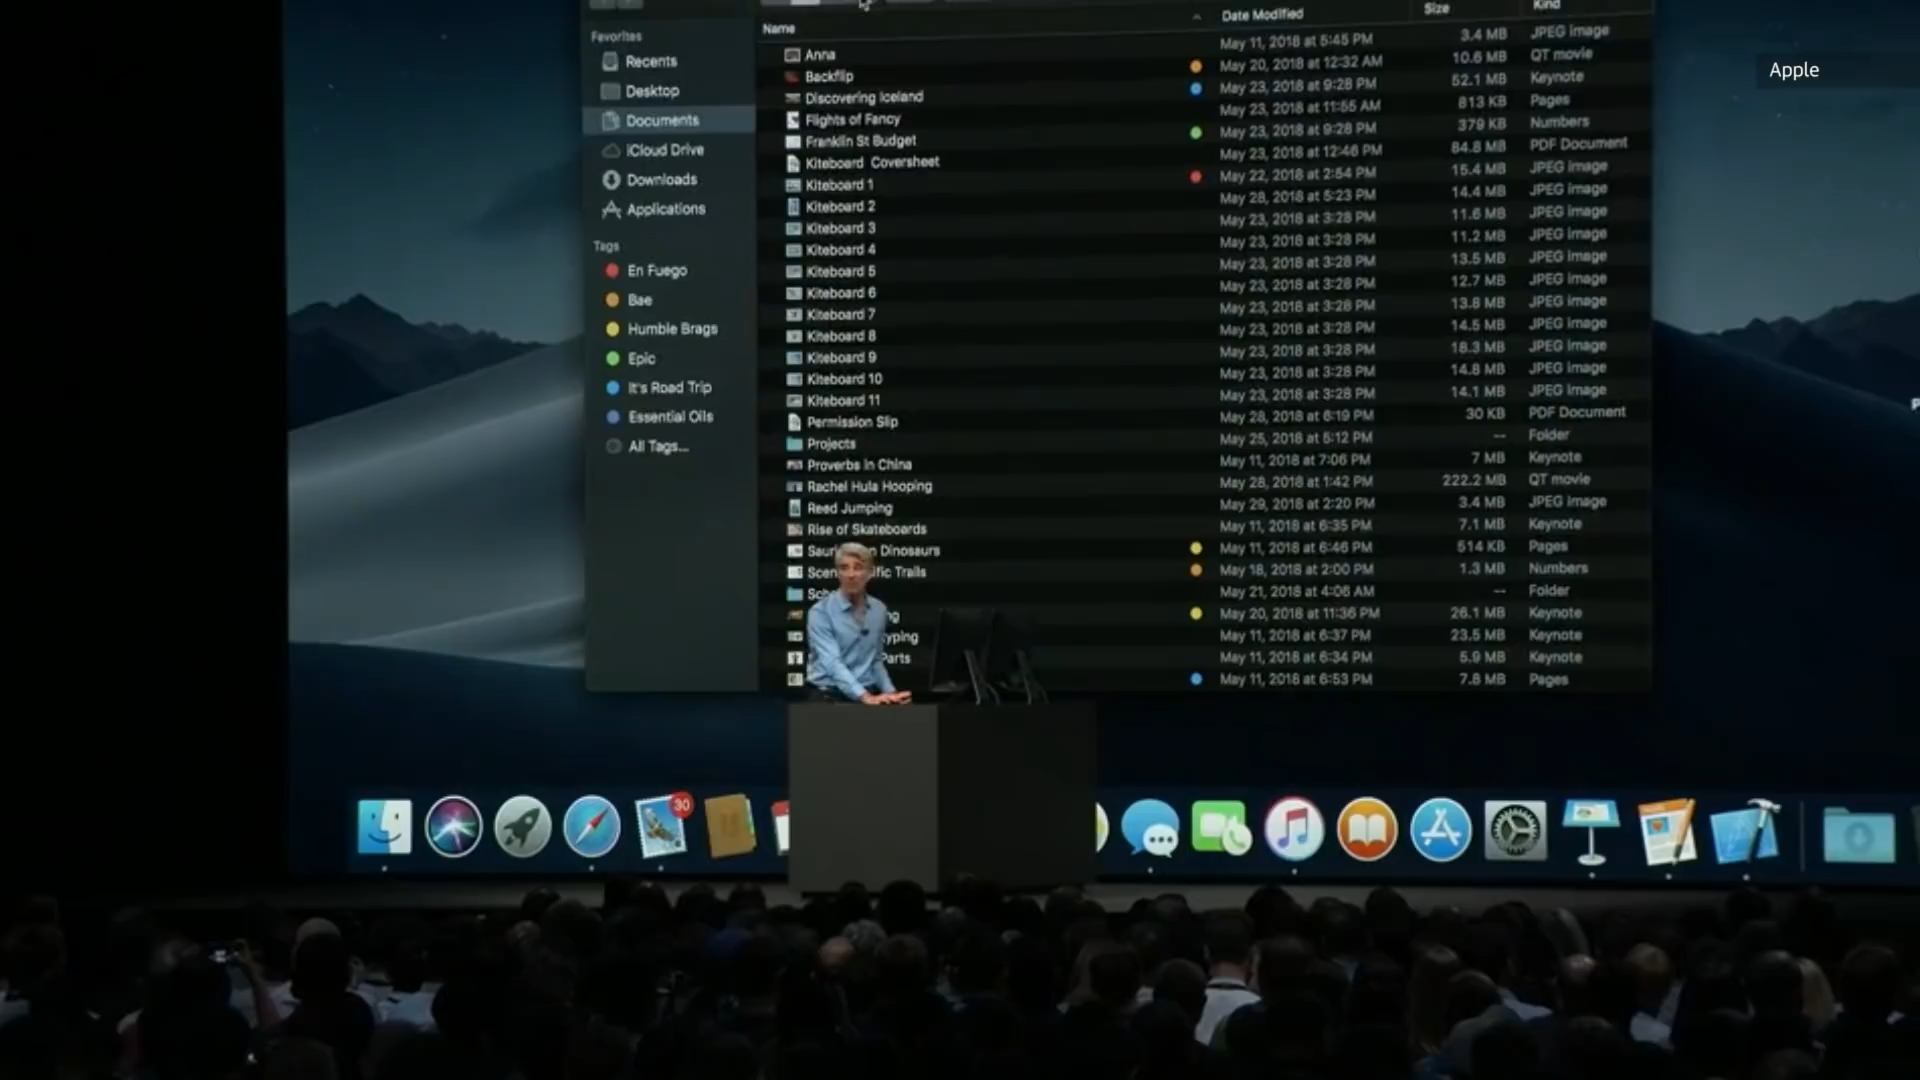 Apple
Favorites
Recents
Desktop
Documents
iCloud Drive
Downloads
Applications
Tags
En Fuego
Bae
Humble Brags
Epic
It's Road Trip
Essential Oils
All Tags...
Name Date Modified Size Kind
Anna May 11, 2018 at 5:45 PM 3.4 MB JPEG image
Backflip May 20, 2018 at 12:32 AM 10.6 MB QT movie
Discovering Iceland May 23, 2018 at 9:28 PM 52.1 MB Keynote
Flights of Fancy May 23, 2018 at 11:55 AM 813 KB Pages
Franklin St Budget May 23, 2018 at 9:28 PM 379 KB Numbers
Kiteboard Coversheet May 23, 2018 at 12:46 PM 84.8 MB PDF Document
Kiteboard 1 May 22, 2018 at 2:54 PM 15.4 MB JPEG image
Kiteboard 2 May 28, 2018 at 5:23 PM 14.4 MB JPEG image
Kiteboard 3 May 23, 2018 at 3:28 PM 11.6 MB JPEG image
Kiteboard 4 May 23, 2018 at 3:28 PM 11.2 MB JPEG image
Kiteboard 5 May 23, 2018 at 3:28 PM 13.5 MB JPEG image
Kiteboard 6 May 23, 2018 at 3:28 PM 12.7 MB JPEG image
Kiteboard 7 May 23, 2018 at 3:28 PM 13.8 MB JPEG image
Kiteboard 8 May 23, 2018 at 3:28 PM 14.5 MB JPEG image
Kiteboard 9 May 23, 2018 at 3:28 PM 18.3 MB JPEG image
Kiteboard 10 May 23, 2018 at 3:28 PM 14.8 MB JPEG image
Kiteboard 11 May 23, 2018 at 3:28 PM 14.1 MB JPEG image
Permission Slip May 28, 2018 at 6:19 PM 30 KB PDF Document
Projects May 25, 2018 at 5:12 PM -- Folder
Proverbs in China May 11, 2018 at 7:06 PM 7 MB Keynote
Rachel Hula Hooping May 28, 2018 at 1:42 PM 222.2 MB QT movie
Reed Jumping May 29, 2018 at 2:20 PM 3.4 MB JPEG image
Rise of Skateboards May 11, 2018 at 6:35 PM 7.1 MB Keynote
Dinosaurs May 11, 2018 at 6:46 PM 514 KB Pages
Trails May 18, 2018 at 2:00 PM 1.3 MB Numbers
May 21, 2018 at 4:06 AM -- Folder
May 20, 2018 at 11:36 PM 26.1 MB Keynote
May 11, 2018 at 6:37 PM 23.5 MB Keynote
Parts May 11, 2018 at 6:34 PM 5.9 MB Keynote
May 11, 2018 at 6:53 PM 7.8 MB Pages
30